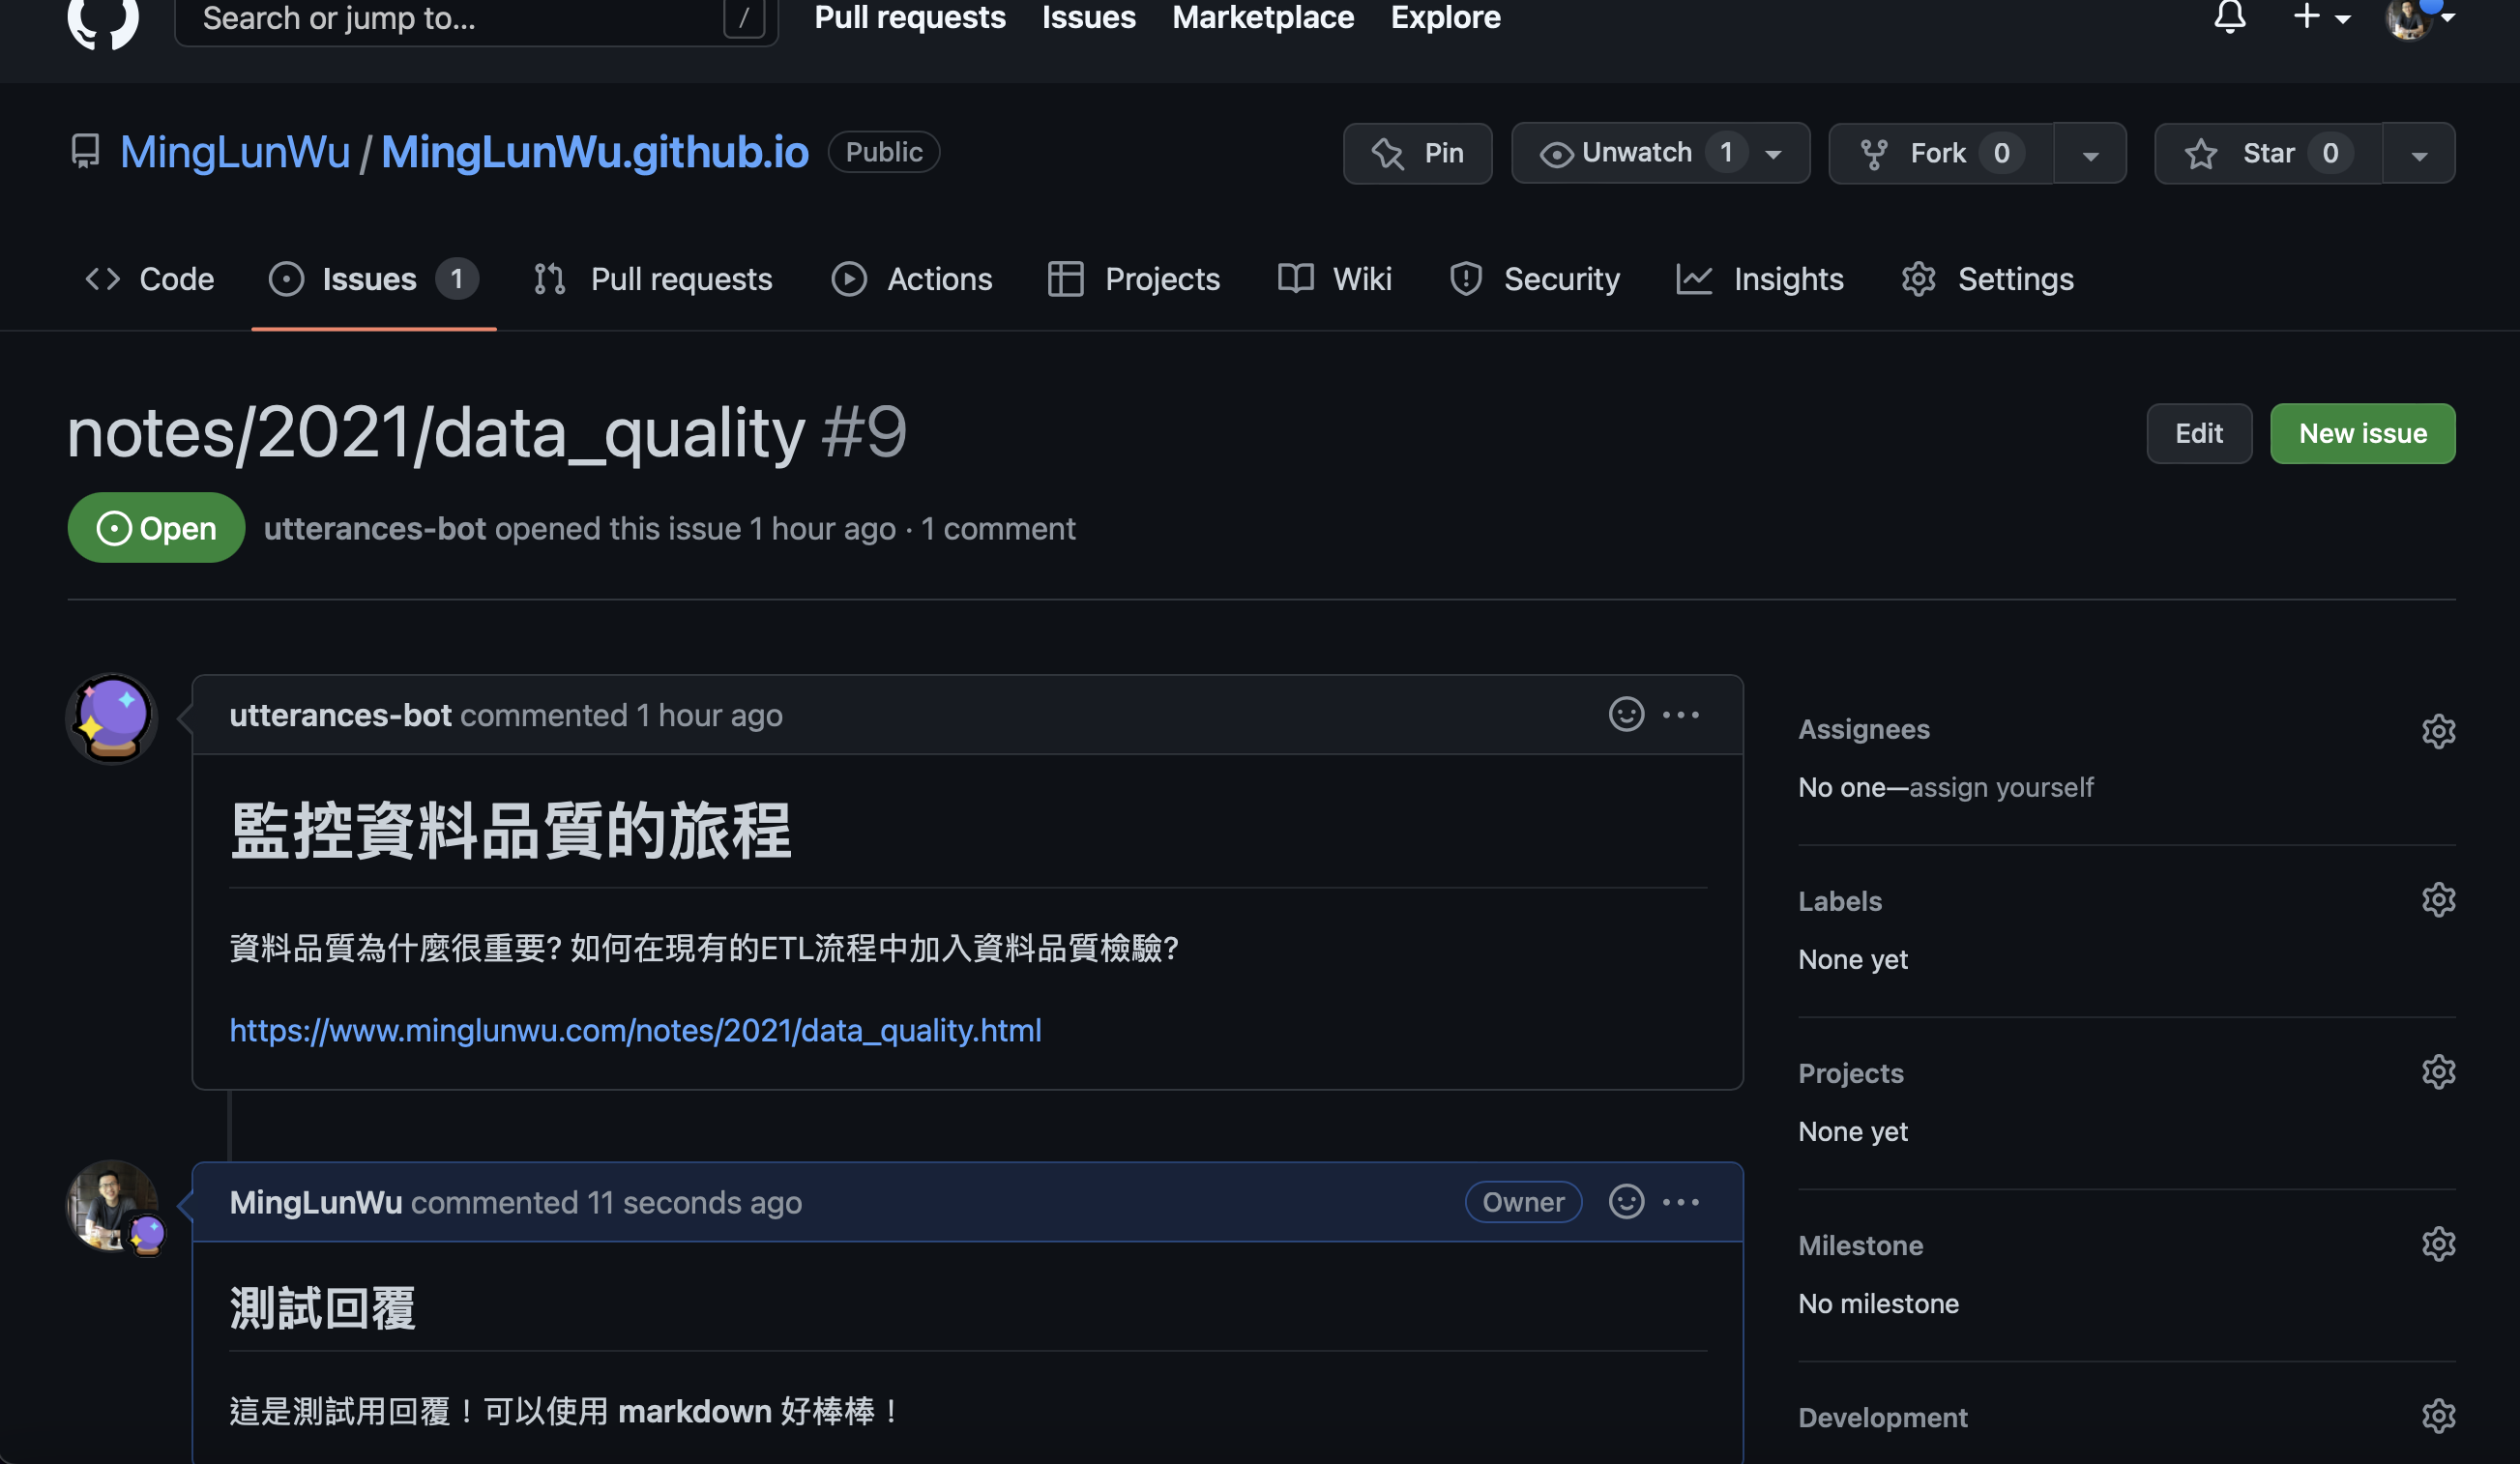 Search or jump to... /
Pull requests Issues Marketplace Explore
MingLunWu / MingLunWu.github.io Public
Pin Unwatch 1 Fork 0 Star 0
Code Issues 1 Pull requests Actions Projects Wiki Security Insights Settings
notes/2021/data_quality #9
Edit New issue
Open utterances-bot opened this issue 1 hour ago · 1 comment
utterances-bot commented 1 hour ago
監控資料品質的旅程
資料品質為什麼很重要? 如何在現有的ETL流程中加入資料品質檢驗?
https://www.minglunwu.com/notes/2021/data_quality.html
MingLunWu commented 11 seconds ago Owner
測試回覆
這是測試用回覆！可以使用 markdown 好棒棒！
Assignees
No one—assign yourself
Labels
None yet
Projects
None yet
Milestone
No milestone
Development